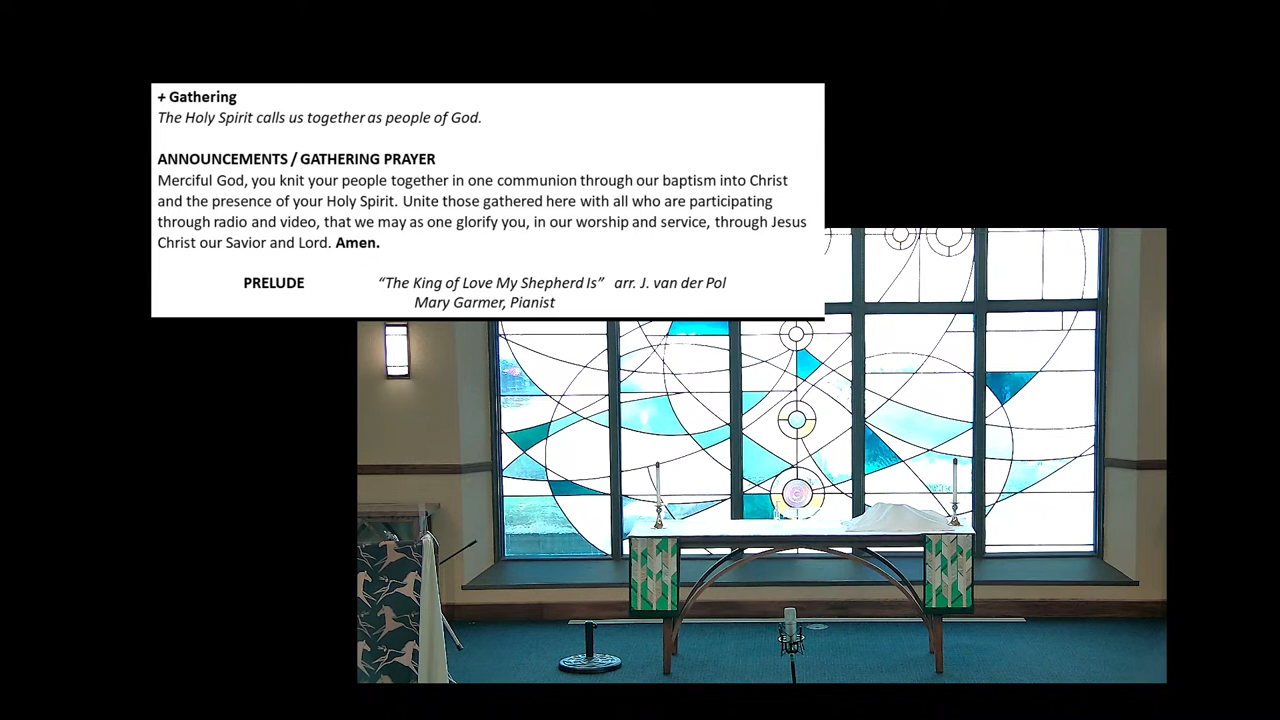 + Gathering
The Holy Spirit calls us together as people of God.
ANNOUNCEMENTS / GATHERING PRAYER
Merciful God, you knit your people together in one communion through our baptism into Christ
and the presence of your Holy Spirit. Unite those gathered here with all who are participating
through radio and video, that we may as one glorify you, in our worship and service, through Jesus
Christ our Savior and Lord. Amen.
PRELUDE “The King of Love My Shepherd Is” arr. J. van der Pol
Mary Garmer, Pianist